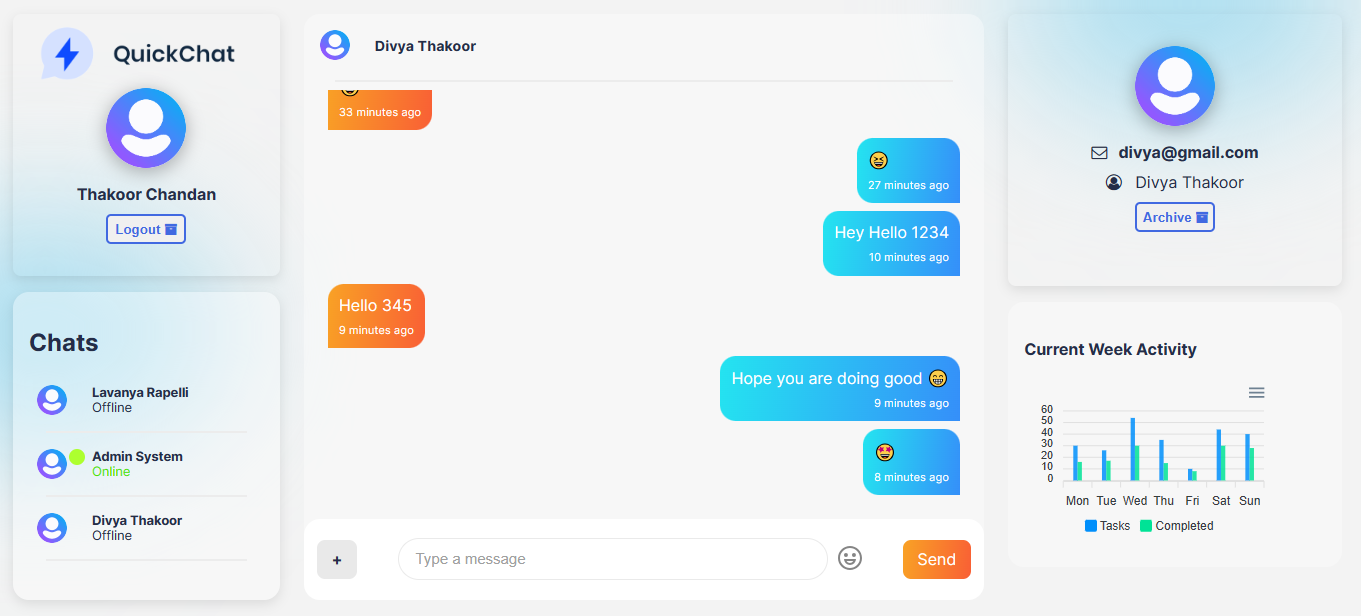 QuickChat
Thakoor Chandan
Logout
Chats
Lavanya Rapelli
Offline
Admin System
Online
Divya Thakoor
Offline
Divya Thakoor
33 minutes ago
😆
27 minutes ago
Hey Hello 1234
10 minutes ago
Hello 345
9 minutes ago
Hope you are doing good 😁
9 minutes ago
🤩
8 minutes ago
+
Type a message
Send
divya@gmail.com
Divya Thakoor
Archive
Current Week Activity
60
50
40
30
20
10
0
Mon Tue Wed Thu Fri Sat Sun
Tasks Completed